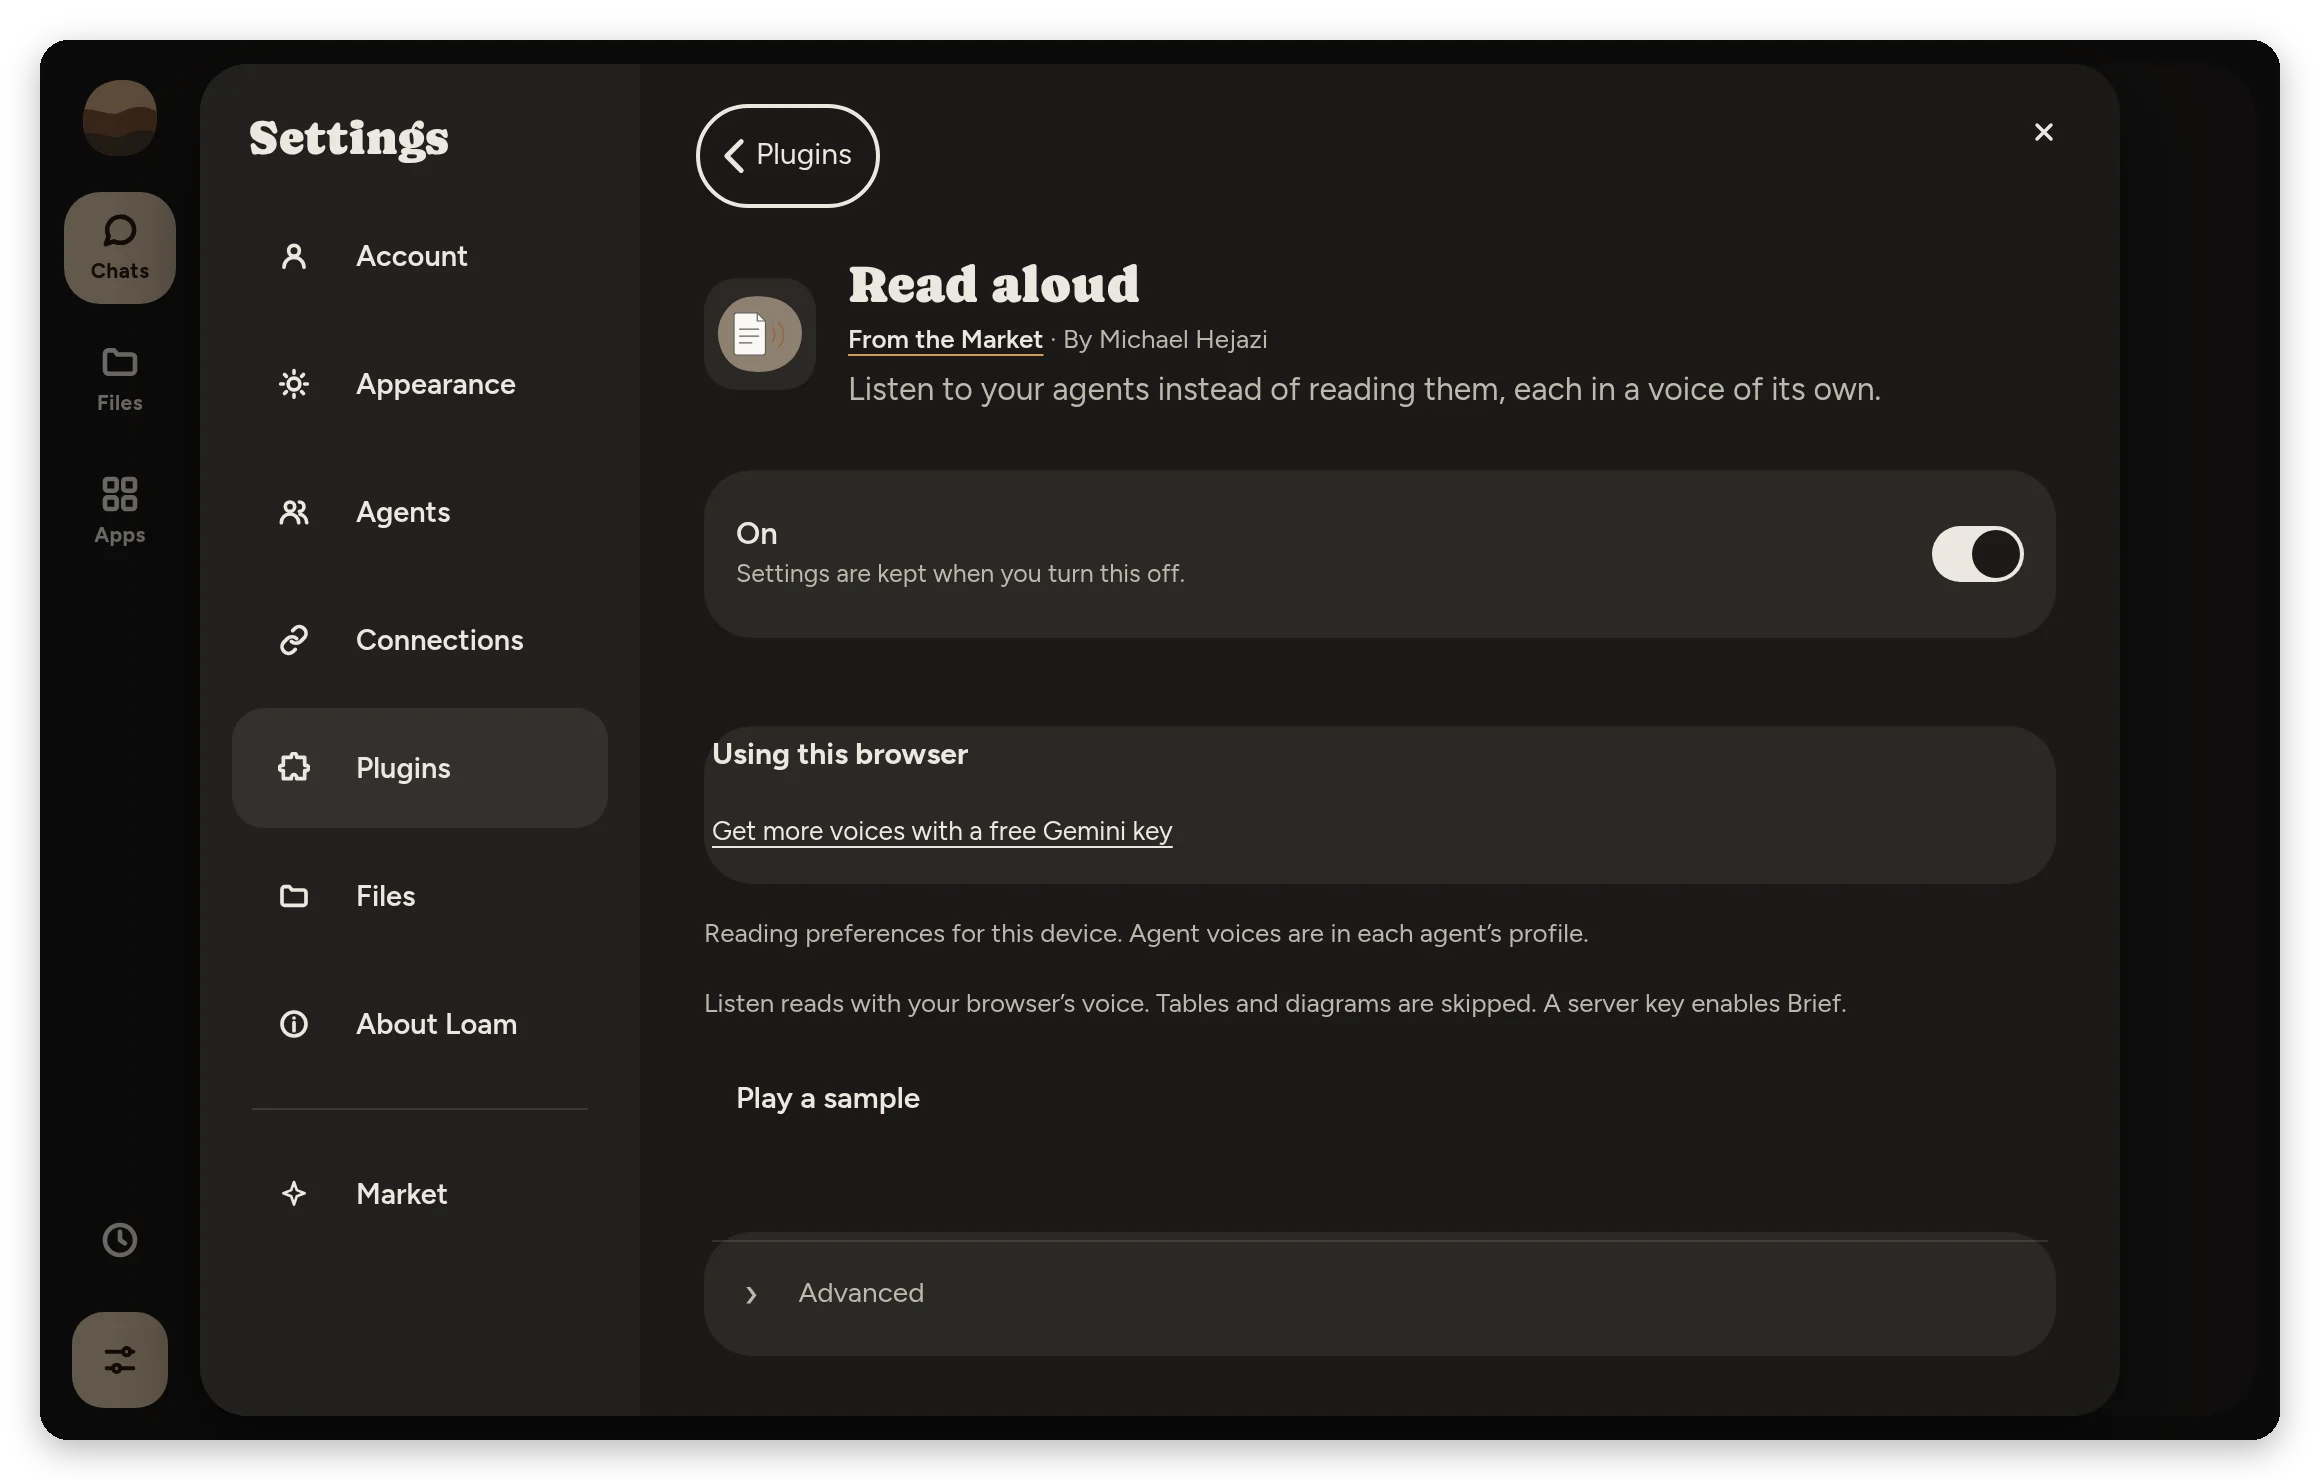 Settings
Chats
Files
Apps
Account
Appearance
Agents
Connections
Plugins
Files
About Loam
Market
Plugins
Read aloud
From the Market · By Michael Hejazi
Listen to your agents instead of reading them, each in a voice of its own.
On
Settings are kept when you turn this off.
Using this browser
Get more voices with a free Gemini key
Reading preferences for this device. Agent voices are in each agent’s profile.
Listen reads with your browser’s voice. Tables and diagrams are skipped. A server key enables Brief.
Play a sample
Advanced